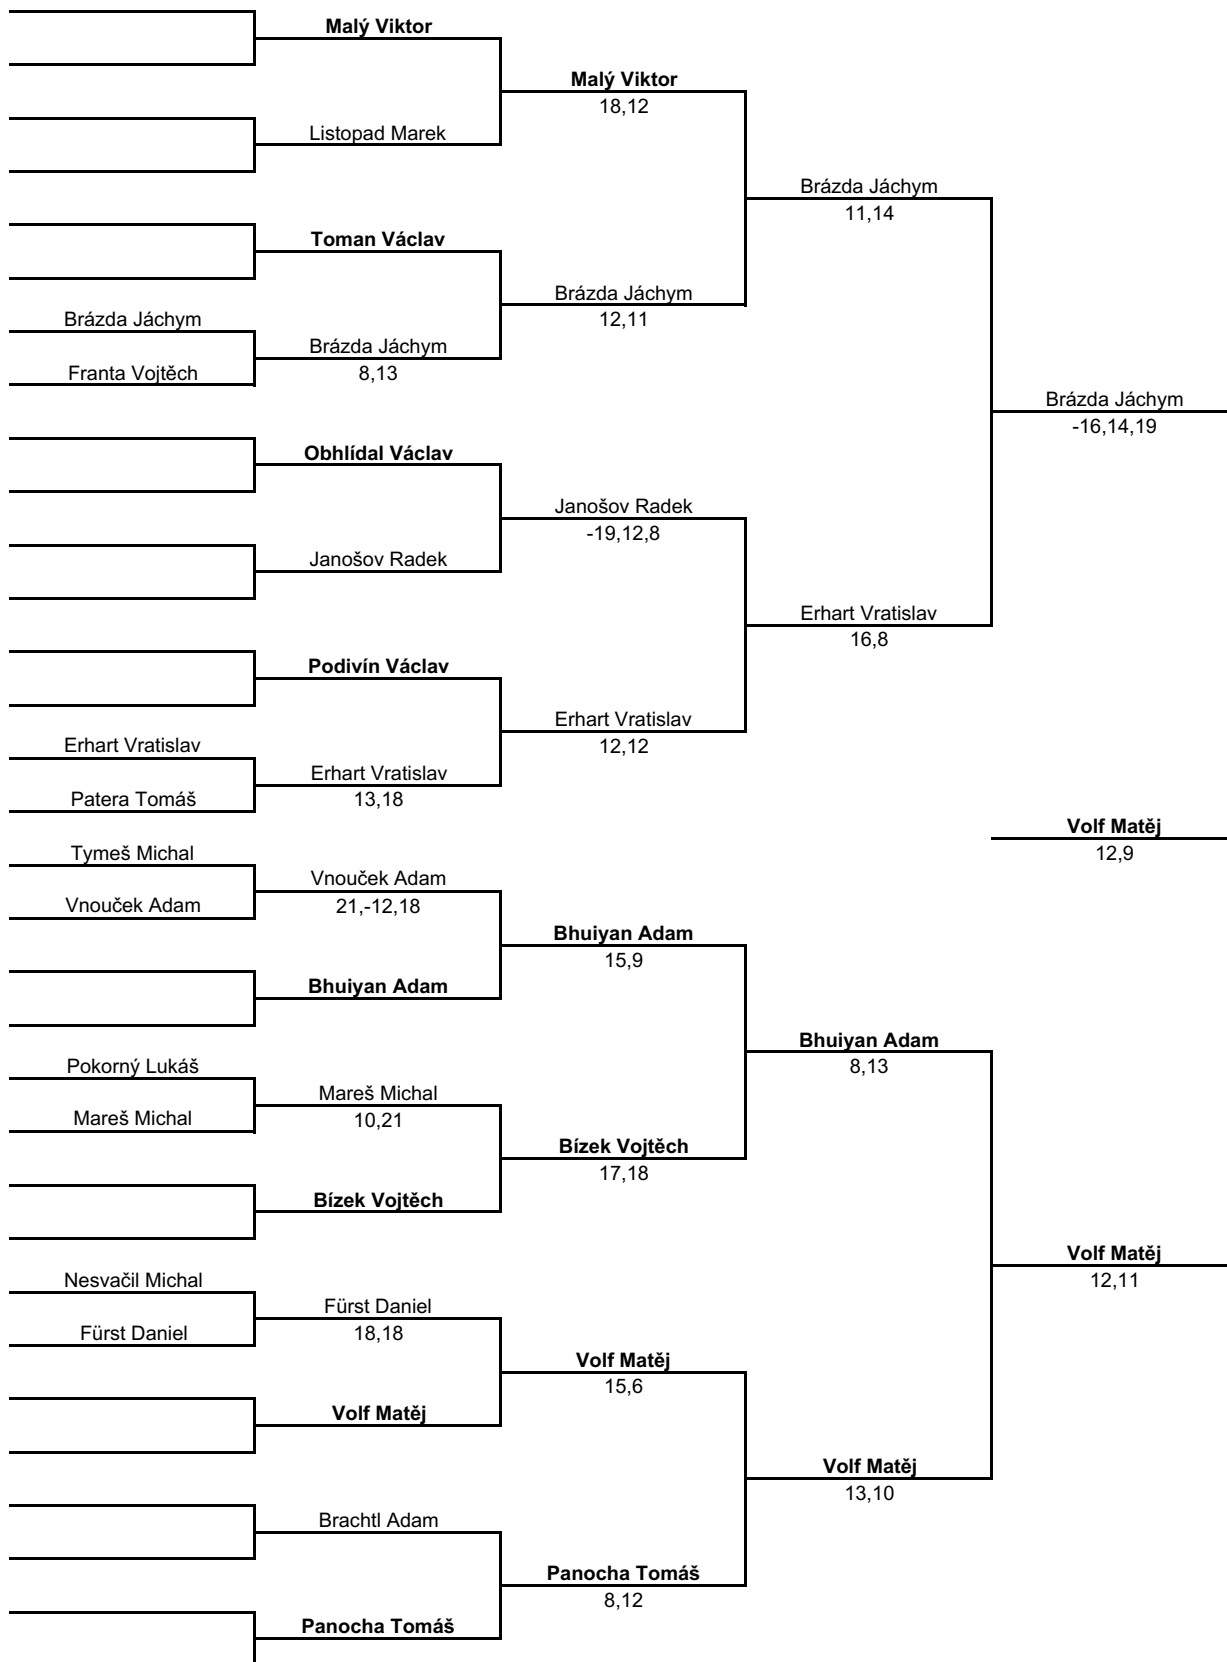 Malý Viktor
Malý Viktor
18,12
Listopad Marek
Brázda Jáchym
11,14
Toman Václav
Brázda Jáchym
12,11
Brázda Jáchym
Brázda Jáchym
8,13
Franta Vojtěch
Brázda Jáchym
-16,14,19
Obhlídal Václav
Janošov Radek
-19,12,8
Janošov Radek
Erhart Vratislav
16,8
Podivín Václav
Erhart Vratislav
12,12
Erhart Vratislav
Erhart Vratislav
13,18
Patera Tomáš
Volf Matěj
12,9
Tymeš Michal
Vnouček Adam
21,-12,18
Vnouček Adam
Bhuiyan Adam
15,9
Bhuiyan Adam
Bhuiyan Adam
8,13
Pokorný Lukáš
Mareš Michal
10,21
Mareš Michal
Bízek Vojtěch
17,18
Bízek Vojtěch
Volf Matěj
12,11
Nesvačil Michal
Fürst Daniel
18,18
Fürst Daniel
Volf Matěj
15,6
Volf Matěj
Volf Matěj
13,10
Brachtl Adam
Panocha Tomáš
8,12
Panocha Tomáš